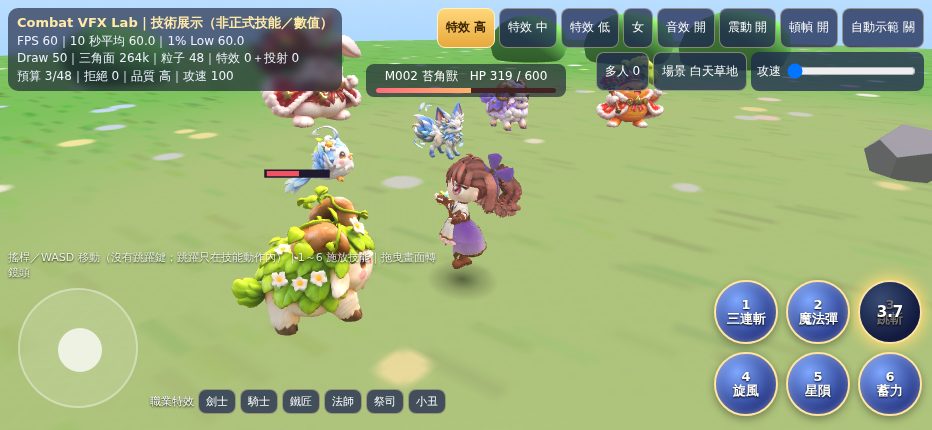 Combat VFX Lab｜技術展示（非正式技能／數值）
FPS 60｜10 秒平均 60.0｜1% Low 60.0
Draw 50｜三角面 264k｜粒子 48｜特效 0＋投射 0
預算 3/48｜拒絕 0｜品質 高｜攻速 100
特效 高
特效 中
特效 低
女
音效 開
震動 開
頓幀 開
自動示範 關
M002 苔角獸　HP 319 / 600
多人 0
場景 白天草地
攻速
搖桿／WASD 移動（沒有跳躍鍵；跳躍只在技能動作內）｜1～6 施放技能｜拖曳畫面轉
鏡頭
1
三連斬
2
魔法彈
3.7
4
旋風
5
星隕
6
蓄力
職業特效
劍士
騎士
鐵匠
法師
祭司
小丑